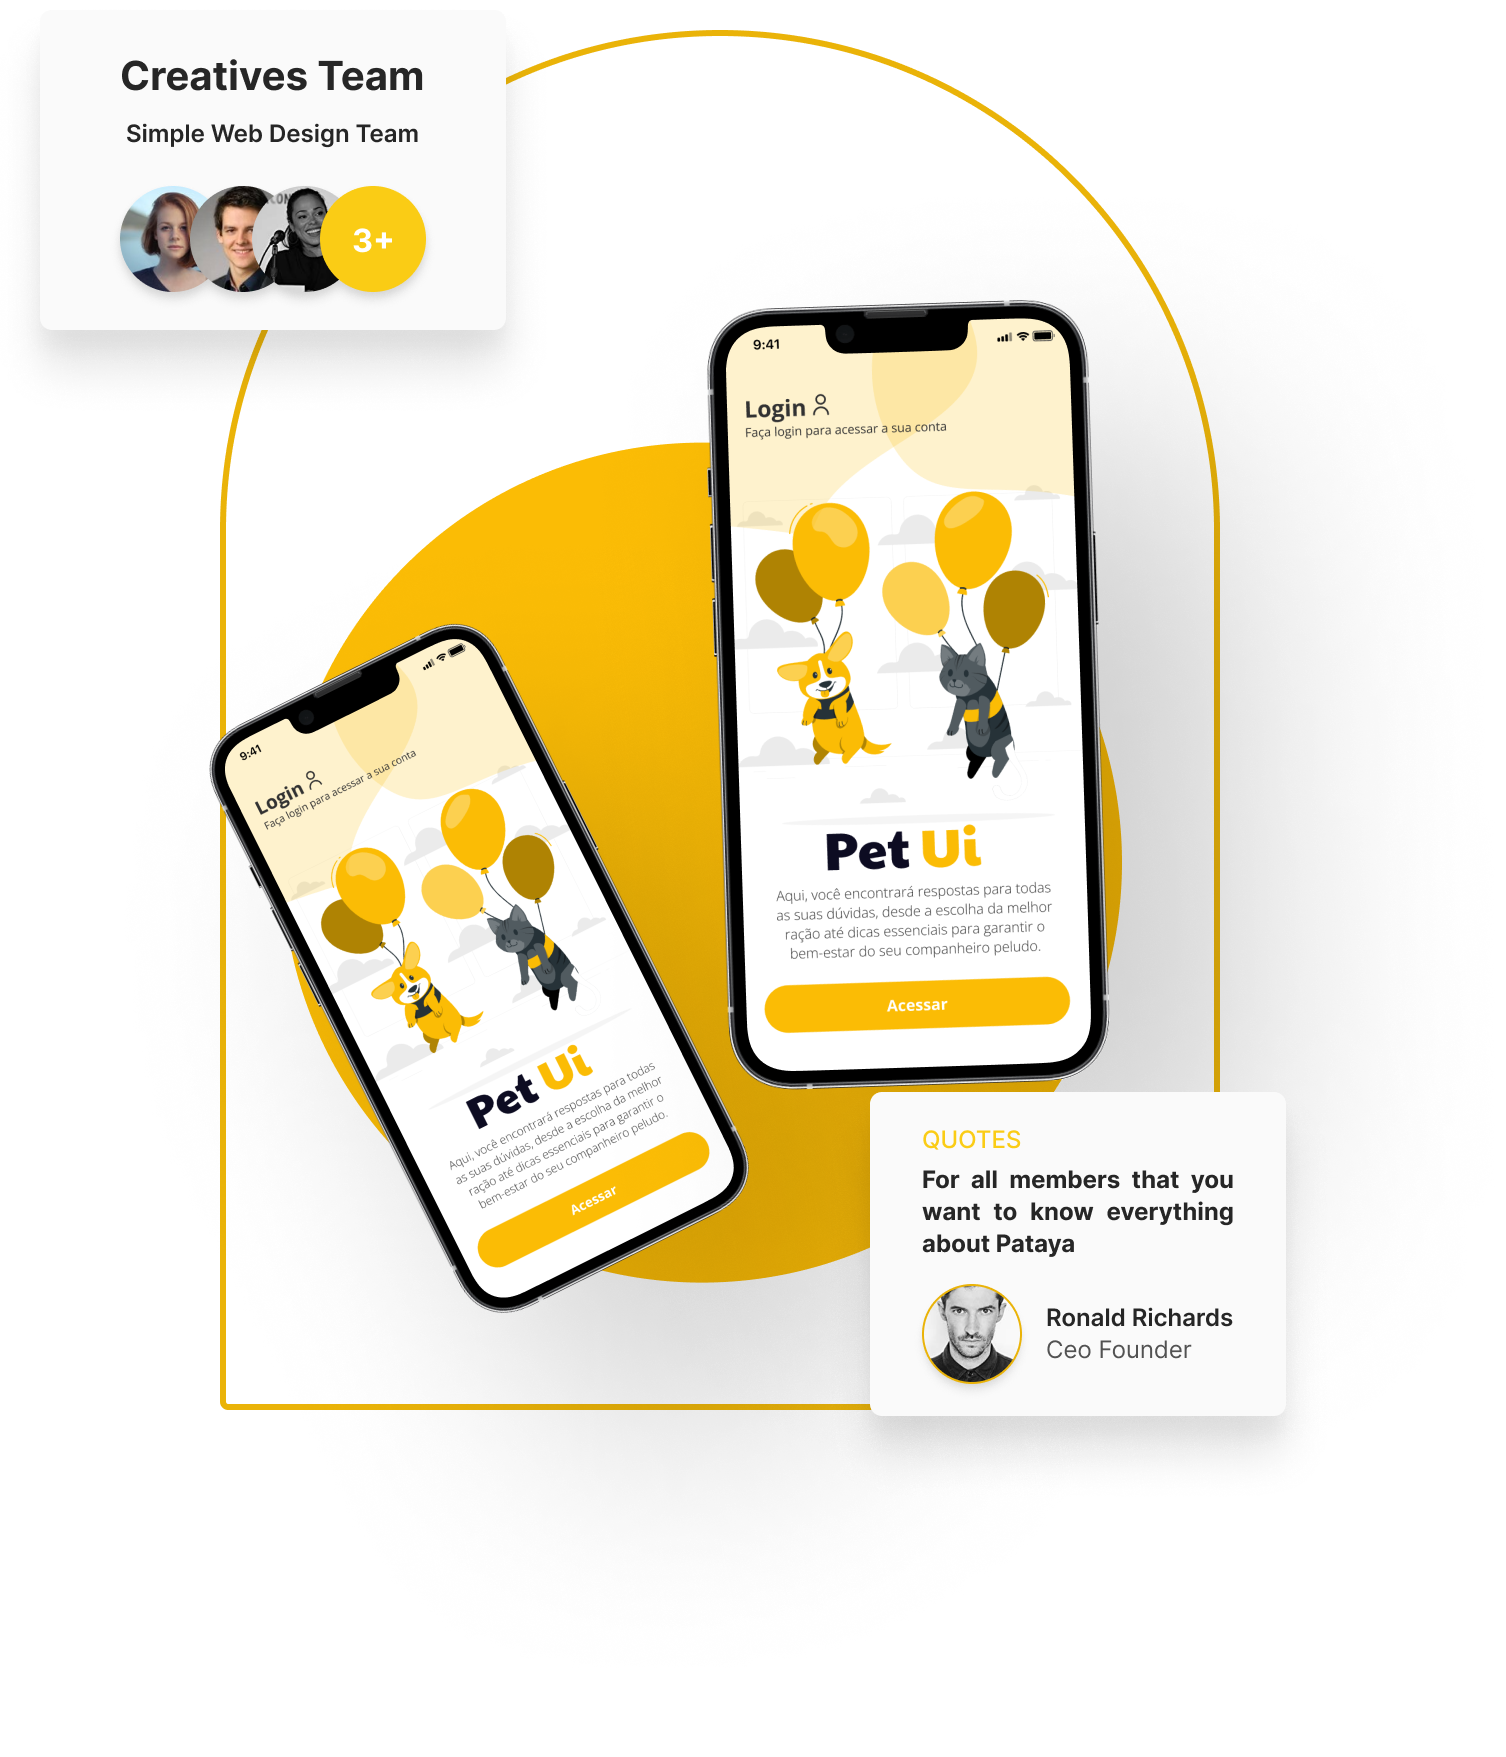 Creatives Team
Simple Web Design Team
3+
9:41
Login
Faça login para acessar a sua conta
Pet Ui
Aqui, você encontrará respostas para todas
as suas dúvidas, desde a escolha da melhor
ração até dicas essenciais para garantir o
bem-estar do seu companheiro peludo.
Acessar
9:41
Login
Faça login para acessar a sua conta
Pet Ui
Aqui, você encontrará respostas para todas
as suas dúvidas, desde a escolha da melhor
ração até dicas essenciais para garantir o
bem-estar do seu companheiro peludo.
Acessar
QUOTES
For all members that you
want to know everything
about Pataya
Ronald Richards
Ceo Founder